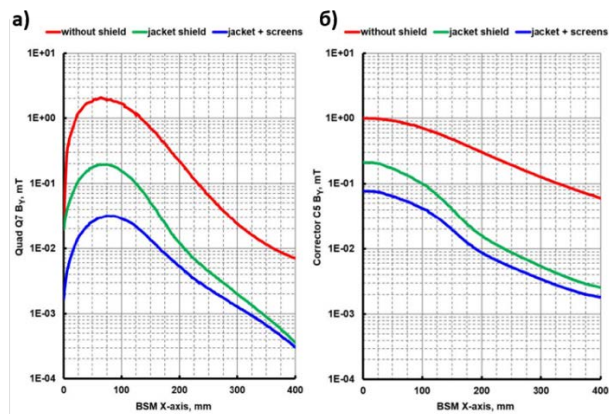 а)
without shield jacket shield jacket + screens
1E+01
1E+00
1E-01
1E-02
1E-03
1E-04
Quad Q7 BY, mT
0 100 200 300 400
BSM X-axis, mm
б)
without shield jacket shield jacket + screens
1E+01
1E+00
1E-01
1E-02
1E-03
1E-04
Corrector C5 BY, mT
0 100 200 300 400
BSM X-axis, mm